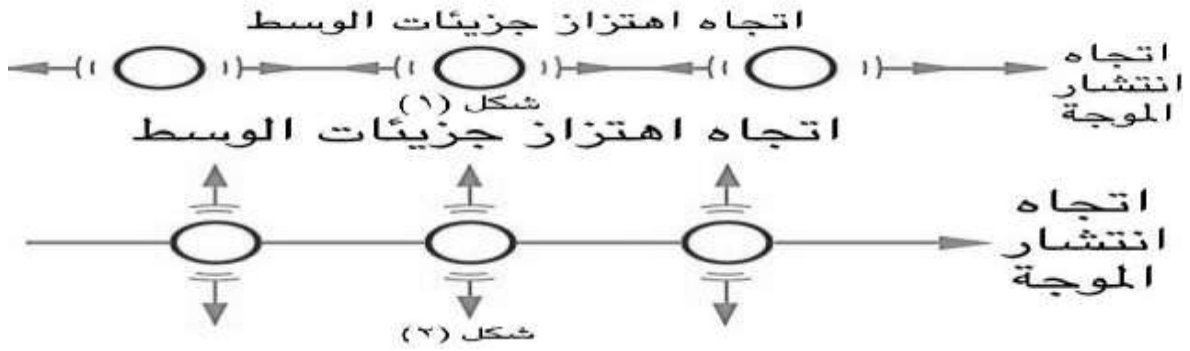 اتجاه اهتزاز جزيئات الوسط
اتجاه
انتشار
الموجة
شكل (١)
اتجاه اهتزاز جزيئات الوسط
اتجاه
انتشار
الموجة
شكل (٢)